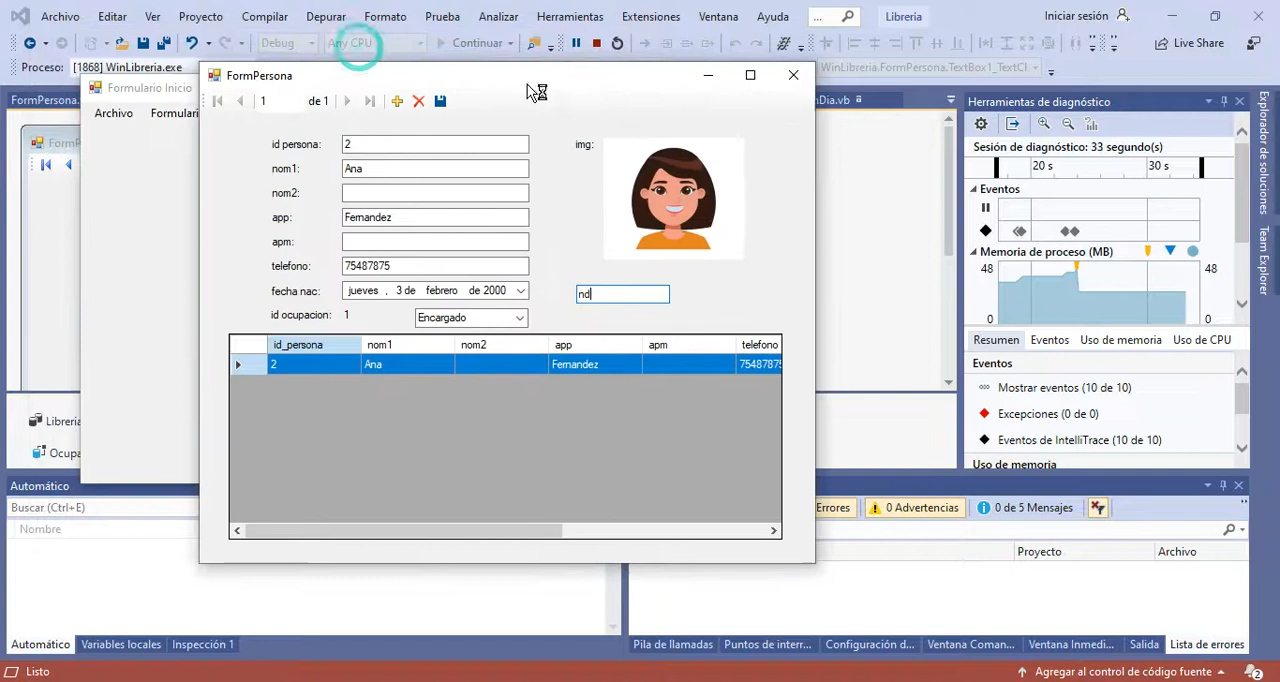 Archivo Editar Ver Proyecto Compilar Depurar Formato Prueba Analizar Herramientas Extensiones Ventana Ayuda ... Libreria Iniciar sesión
Debug Any CPU Continuar Live Share
Proceso: [1868] WinLibreria.exe WinLibreria.FormPersona.TextBox1_TextCl
FormPersona. nDia.vb
Formulario Inicio
Archivo Formulari
FormPersona
1 de 1
id persona: 2
nom1: Ana
nom2:
app: Fernandez
apm:
telefono: 75487875
fecha nac: jueves , 3 de febrero de 2000
id ocupacion: 1 Encargado
img:
nd
id_persona nom1 nom2 app apm telefono
2 Ana Fernandez 7548787
Herramientas de diagnóstico
Sesión de diagnóstico: 33 segundo(s)
20 s 30 s
Eventos
Memoria de proceso (MB)
48 48
0 0
Resumen Eventos Uso de memoria Uso de CPU
Eventos
Mostrar eventos (10 de 10)
Excepciones (0 de 0)
Eventos de IntelliTrace (10 de 10)
Uso de memoria
Explorador de soluciones
Team Explorer
Libreria
Ocupa
Automático
Buscar (Ctrl+E)
Nombre
Errores 0 Advertencias 0 de 5 Mensajes
Proyecto Archivo
Automático Variables locales Inspección 1
Pila de llamadas Puntos de interr... Configuración d... Ventana Coman... Ventana Inmedi... Salida Lista de errores
Listo Agregar al control de código fuente 2